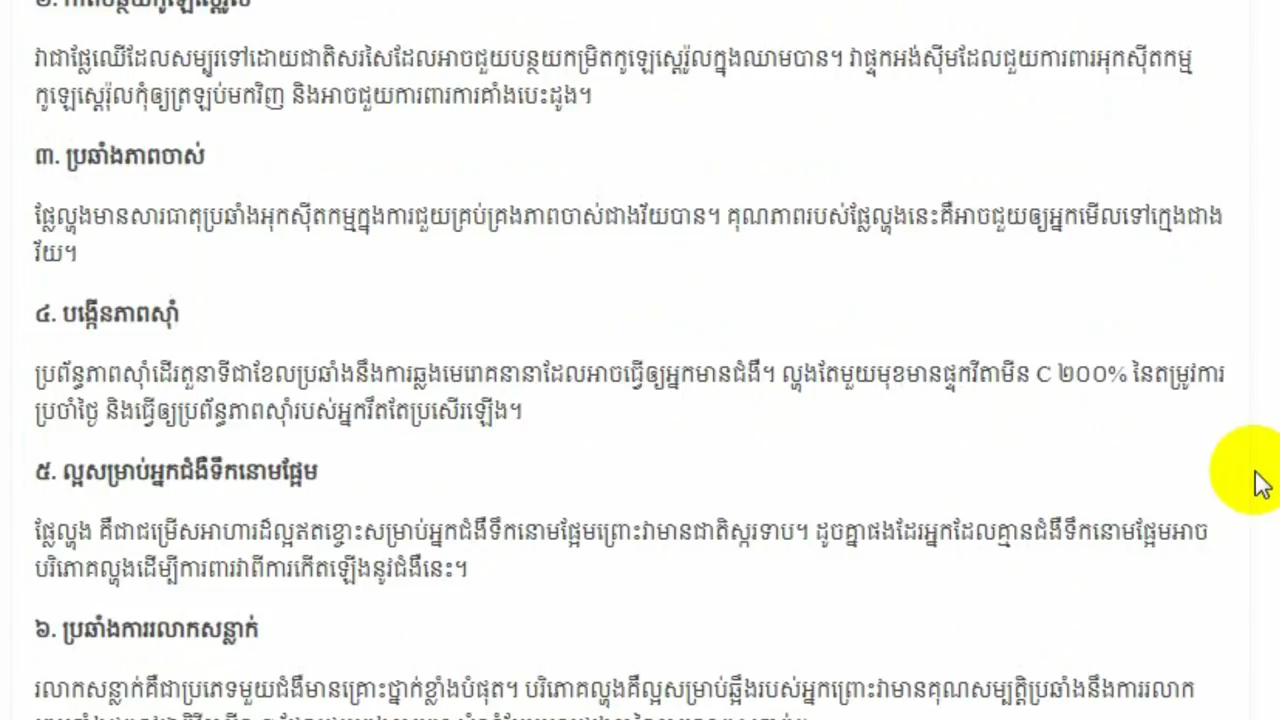 វាជាផ្លែឈើដែលសម្បូរទៅដោយជាតិសរសៃដែលអាចជួយបន្ថយកម្រិតកូឡេស្តេរ៉ូលក្នុងឈាមបាន។ វាផ្ទុកអង់ស៊ីមដែលជួយការពារអុកស៊ីតកម្ម
កូឡេស្តេរ៉ុលកុំឲ្យត្រឡប់មកវិញ និងអាចជួយការពារការគាំងបេះដូង។
៣. ប្រឆាំងភាពចាស់
ផ្លែល្ហុងមានសារធាតុប្រឆាំងអុកស៊ីតកម្មក្នុងការជួយគ្រប់គ្រងភាពចាស់ជាងវ័យបាន។ គុណភាពរបស់ផ្លែល្ហុងនេះគឺអាចជួយឲ្យអ្នកមើលទៅក្មេងជាង
វ័យ។
៤. បង្កើនភាពស៊ាំ
ប្រព័ន្ធភាពស៊ាំដើរតួនាទីជាខែលប្រឆាំងនឹងការឆ្លងមេរោគនានាដែលអាចធ្វើឲ្យអ្នកមានជំងឺ។ ល្ហុងតែមួយមុខមានផ្ទុកវីតាមីន C ២០០% នៃតម្រូវការ
ប្រចាំថ្ងៃ និងធ្វើឲ្យប្រព័ន្ធភាពស៊ាំរបស់អ្នករឹតតែប្រសើរឡើង។
៥. ល្អសម្រាប់អ្នកជំងឺទឹកនោមផ្អែម
ផ្លែល្ហុង គឺជាជម្រើសអាហារដ៏ល្អឥតខ្ចោះសម្រាប់អ្នកជំងឺទឹកនោមផ្អែមព្រោះវាមានជាតិស្ករទាប។ ដូចគ្នាផងដែរអ្នកដែលគ្មានជំងឺទឹកនោមផ្អែមអាច
បរិភោគល្ហុងដើម្បីការពារវាពីការកើតឡើងនូវជំងឺនេះ។
៦. ប្រឆាំងការរលាកសន្លាក់
រលាកសន្លាក់គឺជាប្រភេទមួយជំងឺមានគ្រោះថ្នាក់ខ្លាំងបំផុត។ បរិភោគល្ហុងគឺល្អសម្រាប់ឆ្អឹងរបស់អ្នកព្រោះវាមានគុណសម្បត្តិប្រឆាំងនឹងការរលាក